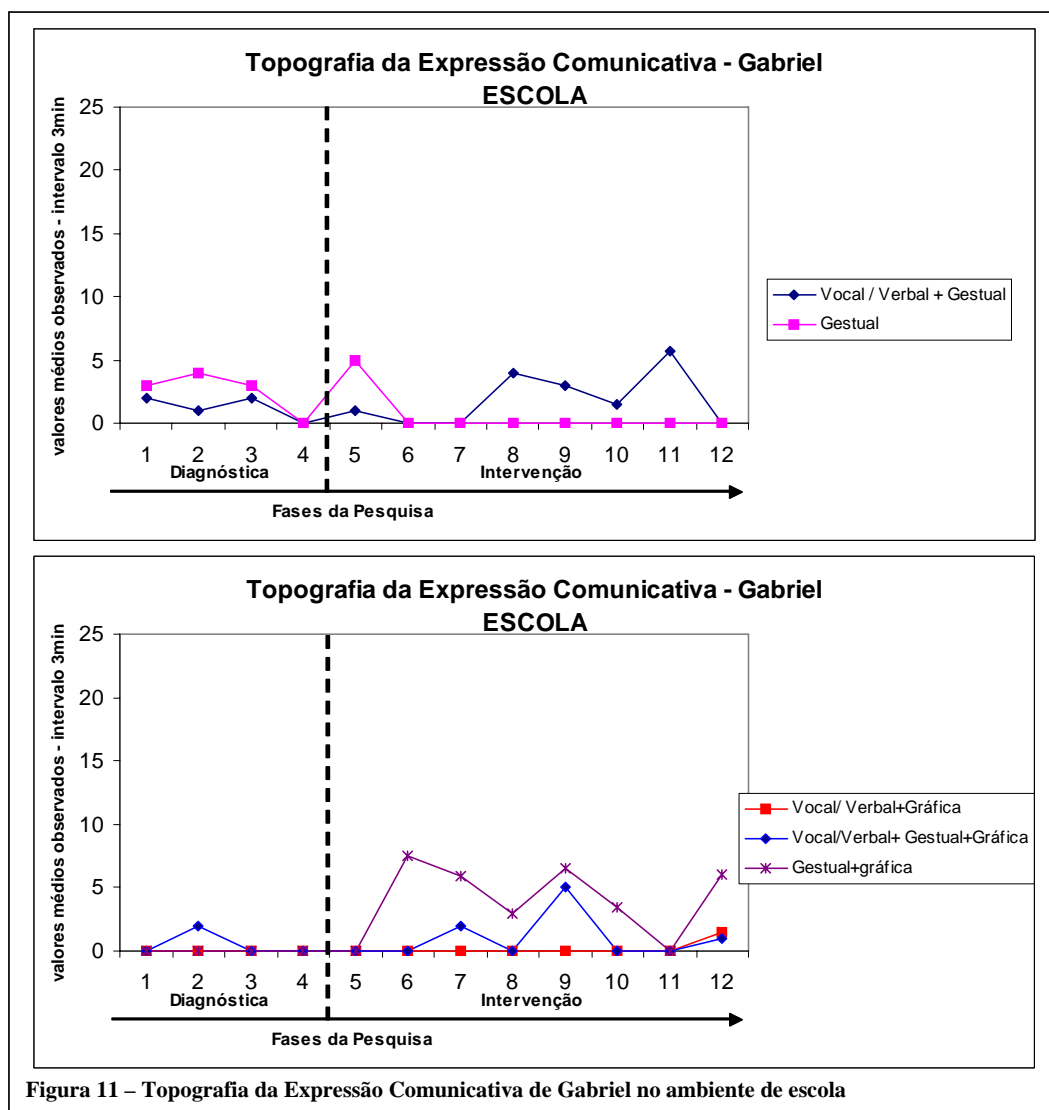 Topografia da Expressão Comunicativa - Gabriel
ESCOLA
valores médios observados - intervalo 3min
25
20
15
10
5
0
1 2 3 4 5 6 7 8 9 10 11 12
Diagnóstica Intervenção
Fases da Pesquisa
Vocal / Verbal + Gestual
Gestual
Topografia da Expressão Comunicativa - Gabriel
ESCOLA
valores médios observados - intervalo 3min
25
20
15
10
5
0
1 2 3 4 5 6 7 8 9 10 11 12
Diagnóstica Intervenção
Fases da Pesquisa
Vocal/ Verbal+Gráfica
Vocal/Verbal+ Gestual+Gráfica
Gestual+gráfica
Figura 11 – Topografia da Expressão Comunicativa de Gabriel no ambiente de escola